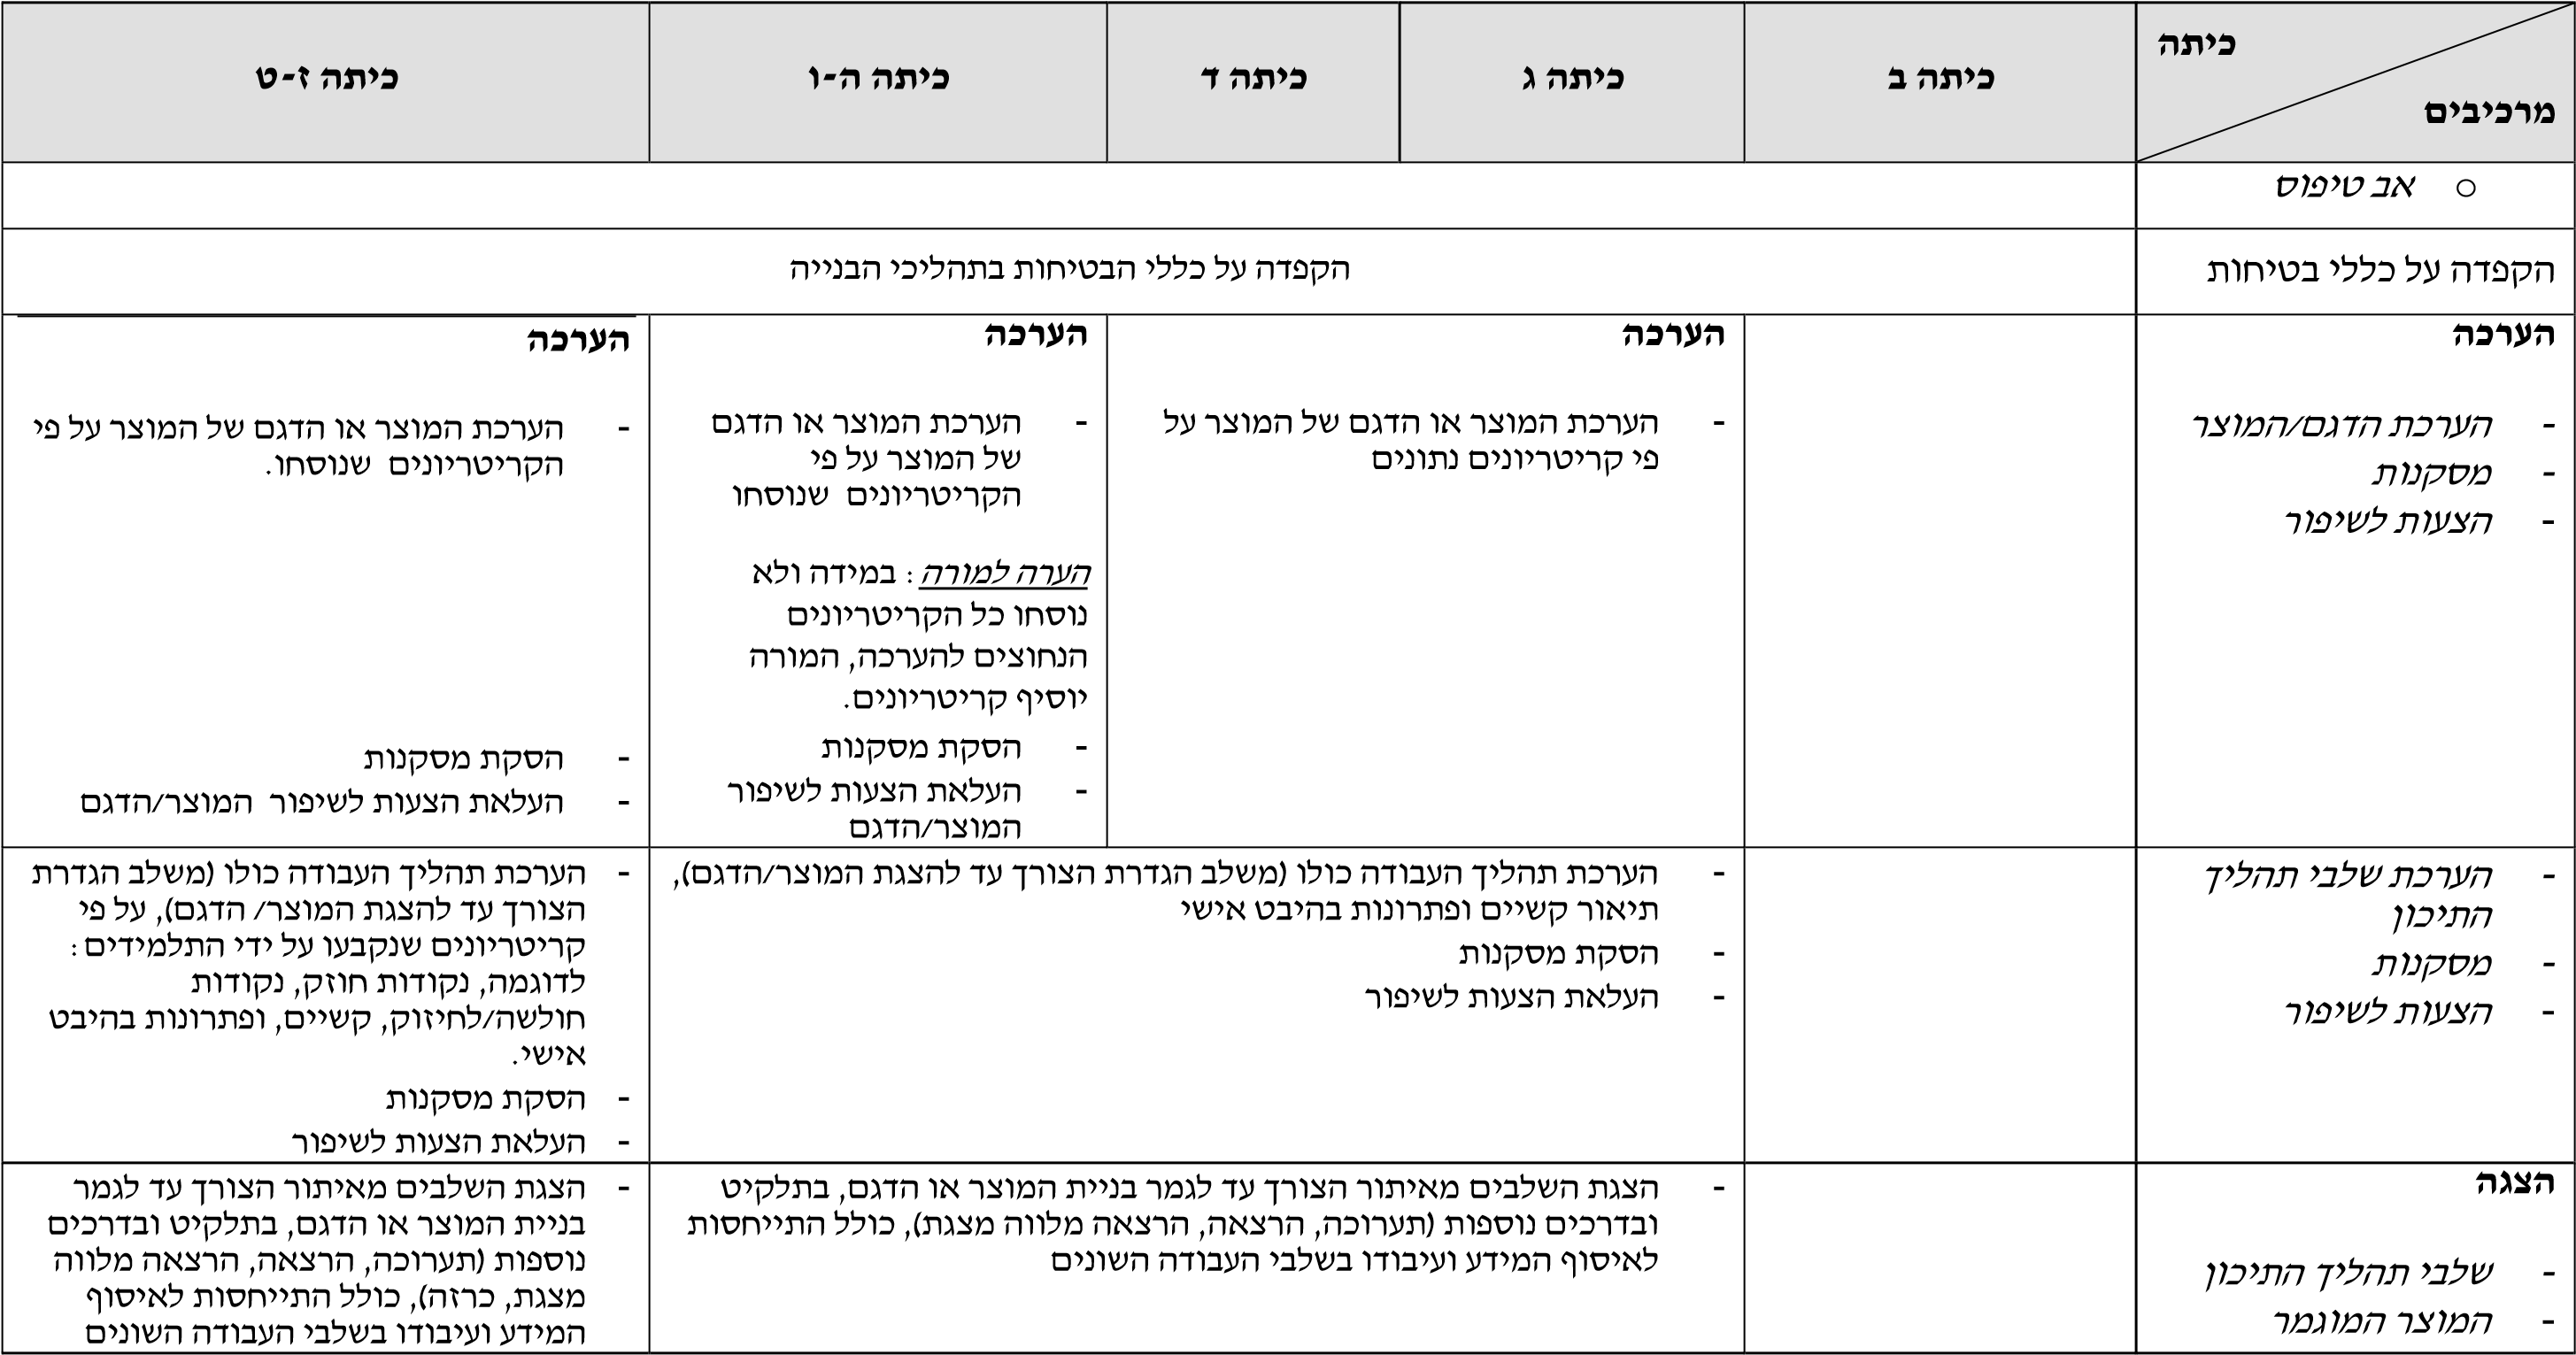 כיתה
מרכיבים
כיתה ב
כיתה ג
כיתה ד
כיתה ה-ו
כיתה ז-ט
○ אב טיפוס
הקפדה על כללי בטיחות
הקפדה על כללי הבטיחות בתהליכי הבנייה
הערכה
- הערכת הדגם/המוצר
- מסקנות
- הצעות לשיפור
הערכה
- הערכת המוצר או הדגם של המוצר על
פי קריטריונים נתונים
הערכה
- הערכת המוצר או הדגם
של המוצר על פי
הקריטריונים שנוסחו
הערה למורה: במידה ולא
נוסחו כל הקריטריונים
הנחוצים להערכה, המורה
יוסיף קריטריונים.
- הסקת מסקנות
- העלאת הצעות לשיפור
המוצר/הדגם
הערכה
- הערכת המוצר או הדגם של המוצר על פי
הקריטריונים שנוסחו.
- הסקת מסקנות
- העלאת הצעות לשיפור המוצר/הדגם
- הערכת שלבי תהליך
התיכון
- מסקנות
- הצעות לשיפור
- הערכת תהליך העבודה כולו (משלב הגדרת הצורך עד להצגת המוצר/הדגם),
תיאור קשיים ופתרונות בהיבט אישי
- הסקת מסקנות
- העלאת הצעות לשיפור
- הערכת תהליך העבודה כולו (משלב הגדרת
הצורך עד להצגת המוצר/ הדגם), על פי
קריטריונים שנקבעו על ידי התלמידים:
לדוגמה, נקודות חוזק, נקודות
חולשה/לחיזוק, קשיים, ופתרונות בהיבט
אישי.
- הסקת מסקנות
- העלאת הצעות לשיפור
הצגה
- שלבי תהליך התיכון
- המוצר המוגמר
- הצגת השלבים מאיתור הצורך עד לגמר בניית המוצר או הדגם, בתלקיט
ובדרכים נוספות (תערוכה, הרצאה, הרצאה מלווה מצגת), כולל התייחסות
לאיסוף המידע ועיבודו בשלבי העבודה השונים
- הצגת השלבים מאיתור הצורך עד לגמר
בניית המוצר או הדגם, בתלקיט ובדרכים
נוספות (תערוכה, הרצאה, הרצאה מלווה
מצגת, כרזה), כולל התייחסות לאיסוף
המידע ועיבודו בשלבי העבודה השונים